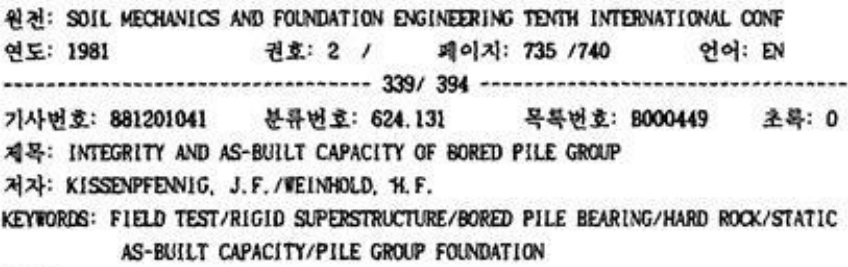 원전: SOIL MECHANICS AND FOUNDATION ENGINEERING TENTH INTERNATIONAL CONF
연도: 1981 권호: 2 / 페이지: 735 /740 언어: EN
-------------------------------- 339/ 394 --------------------------------
기사번호: 881201041 분류번호: 624.131 목록번호: B000449 초록: 0
제목: INTEGRITY AND AS-BUILT CAPACITY OF BORED PILE GROUP
저자: KISSENPFENNIG, J.F./WEINHOLD, H.F.
KEYWORDS: FIELD TEST/RIGID SUPERSTRUCTURE/BORED PILE BEARING/HARD ROCK/STATIC
AS-BUILT CAPACITY/PILE GROUP FOUNDATION